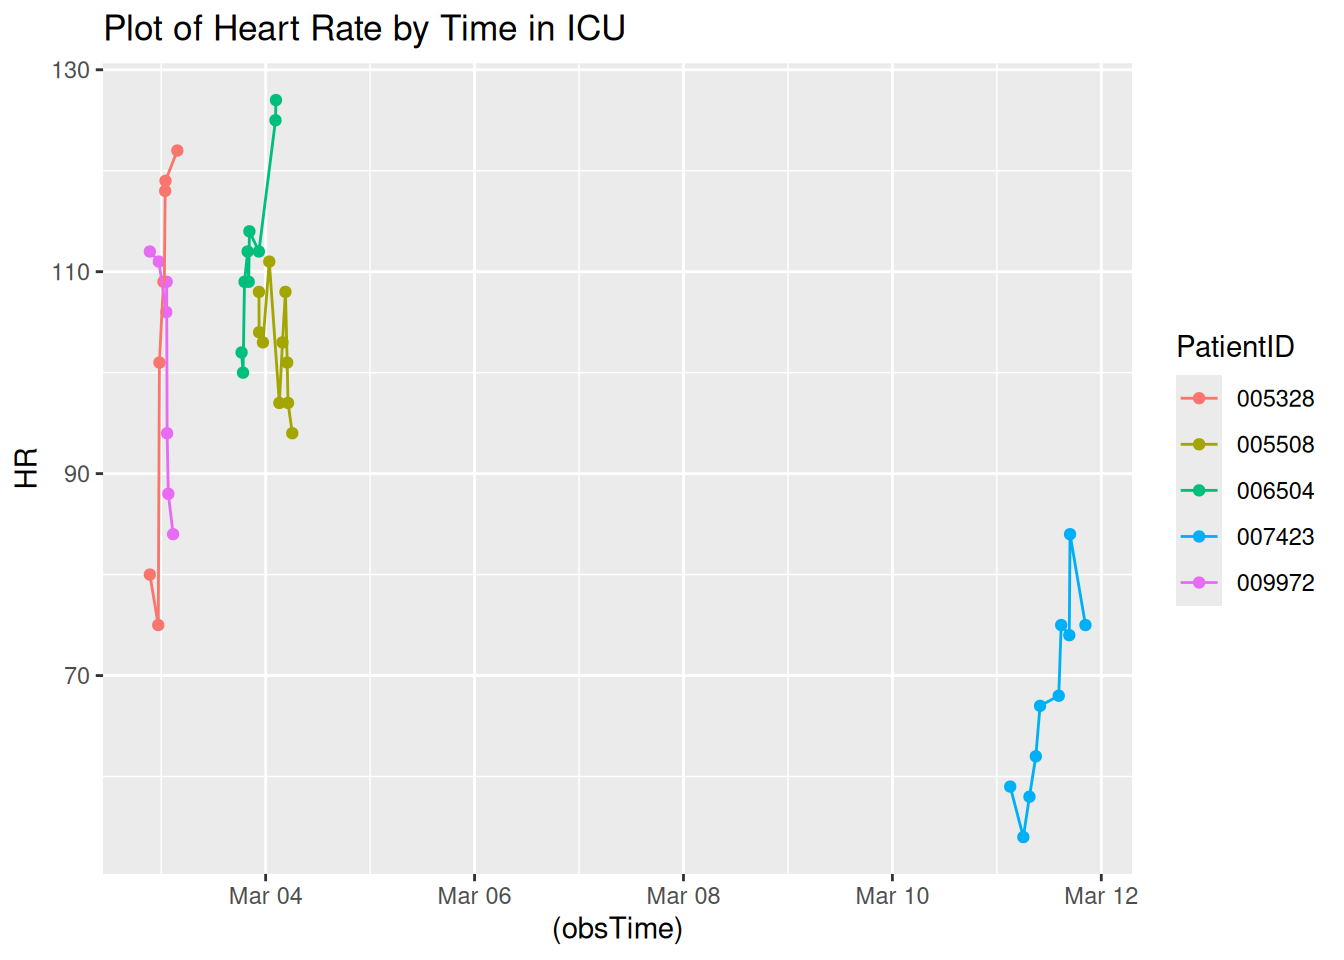 Plot of Heart Rate by Time in ICU
130
110
90
70
HR
Mar 04
Mar 06
Mar 08
Mar 10
Mar 12
(obsTime)
PatientID
005328
005508
006504
007423
009972